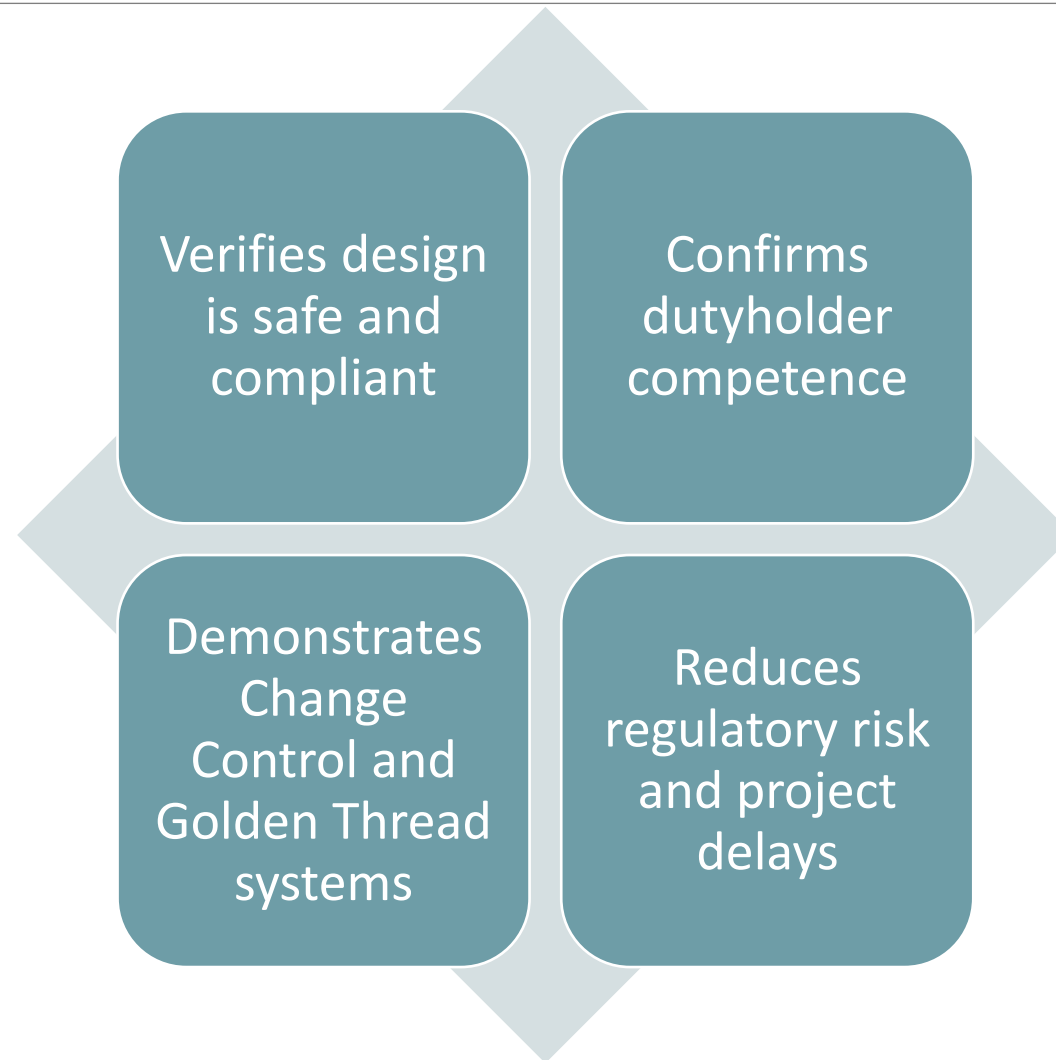 Verifies design
is safe and
compliant
Confirms
dutyholder
competence
Demonstrates
Change
Control and
Golden Thread
systems
Reduces
regulatory risk
and project
delays